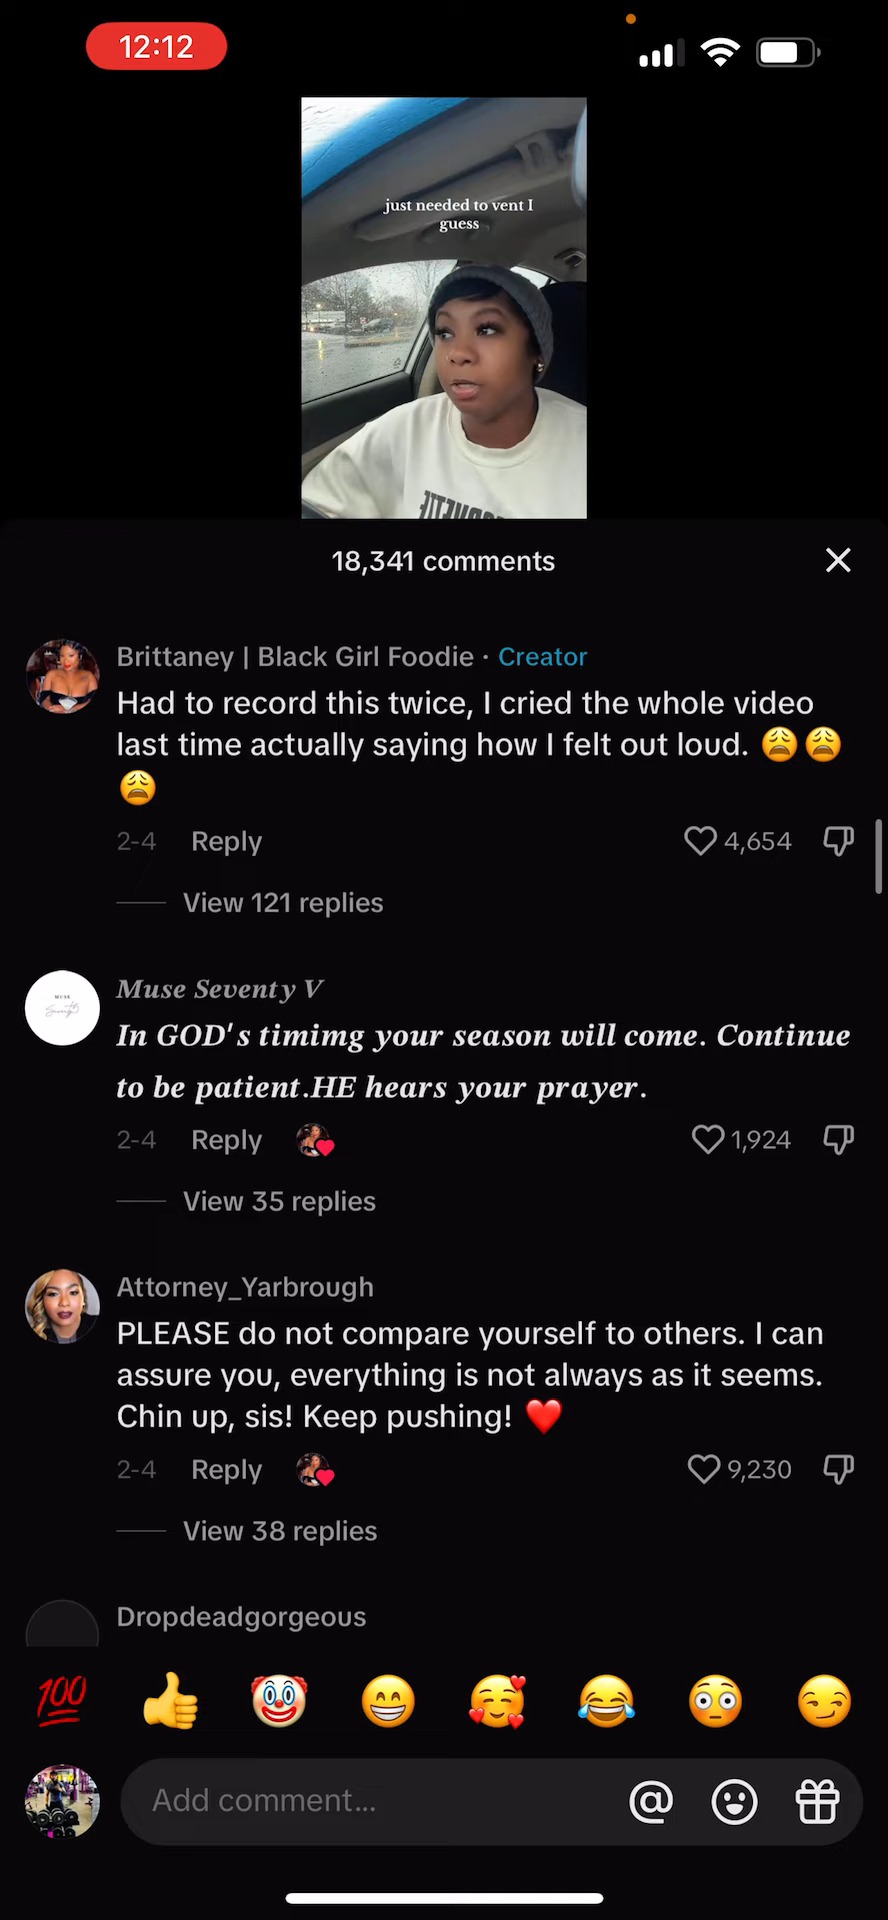 12:12
just needed to vent I
guess
18,341 comments
Brittaney | Black Girl Foodie · Creator
Had to record this twice, I cried the whole video
last time actually saying how I felt out loud. 😩😩
😩
2-4 Reply 4,654
View 121 replies
Muse Seventy V
In GOD's timimg your season will come. Continue
to be patient.HE hears your prayer.
2-4 Reply 1,924
View 35 replies
Attorney_Yarbrough
PLEASE do not compare yourself to others. I can
assure you, everything is not always as it seems.
Chin up, sis! Keep pushing! ❤️
2-4 Reply 9,230
View 38 replies
Dropdeadgorgeous
💯 👍 🤡 😁 🥰 😂 😳 😏
Add comment... @